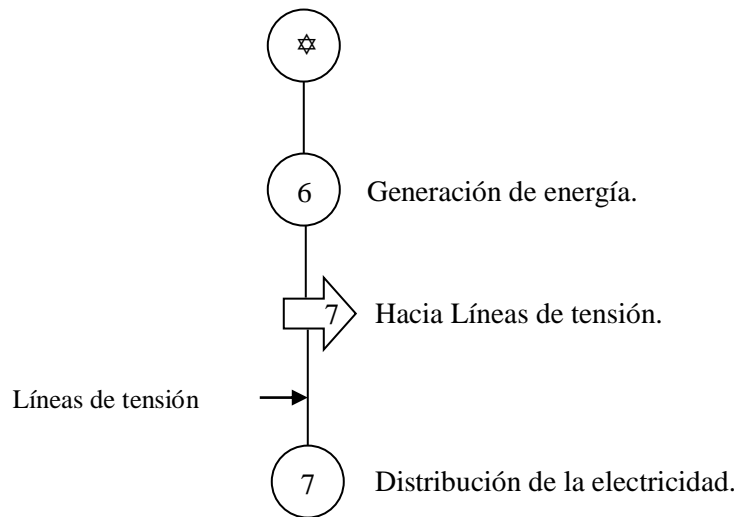 ✡
6 Generación de energía.
7 Hacia Líneas de tensión.
Líneas de tensión
7 Distribución de la electricidad.